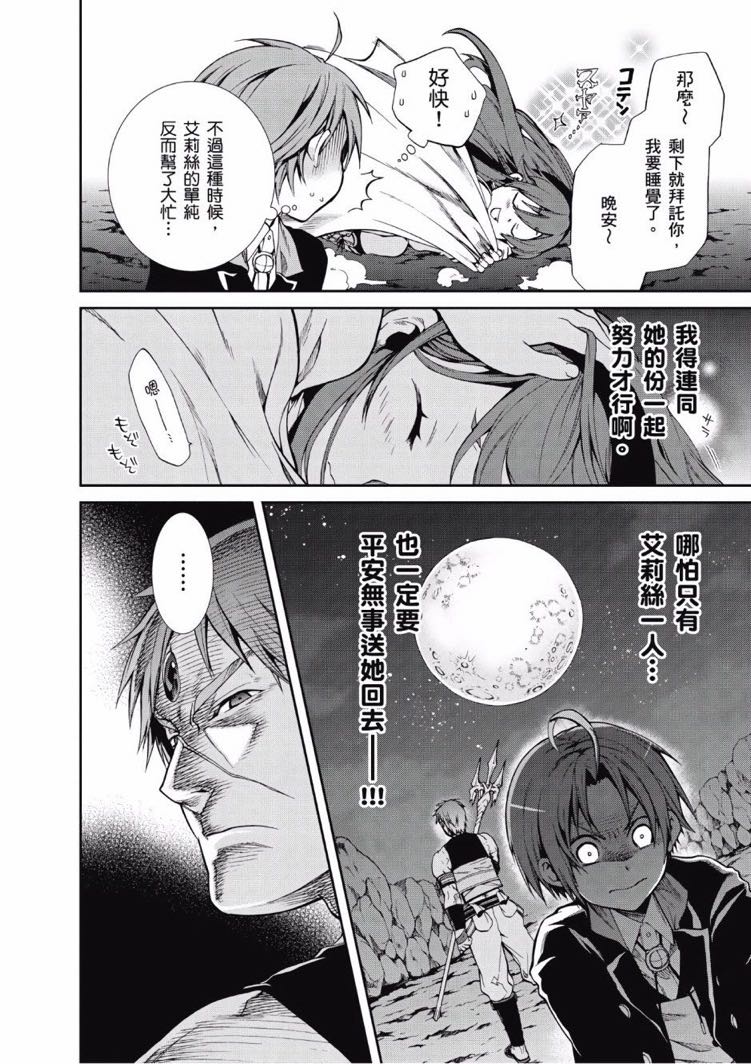 那麼～
剩下就拜託你，
我要睡覺了。
晚安～
コテン
スャァ
好快！
不過這種時候，
艾莉絲的單純
反而幫了大忙…
我得連同
她的份一起
努力才行啊。
嗯——
もぞもぞ
哪怕只有
艾莉絲一人…
也一定要
平安無事送她回去——!!!
……